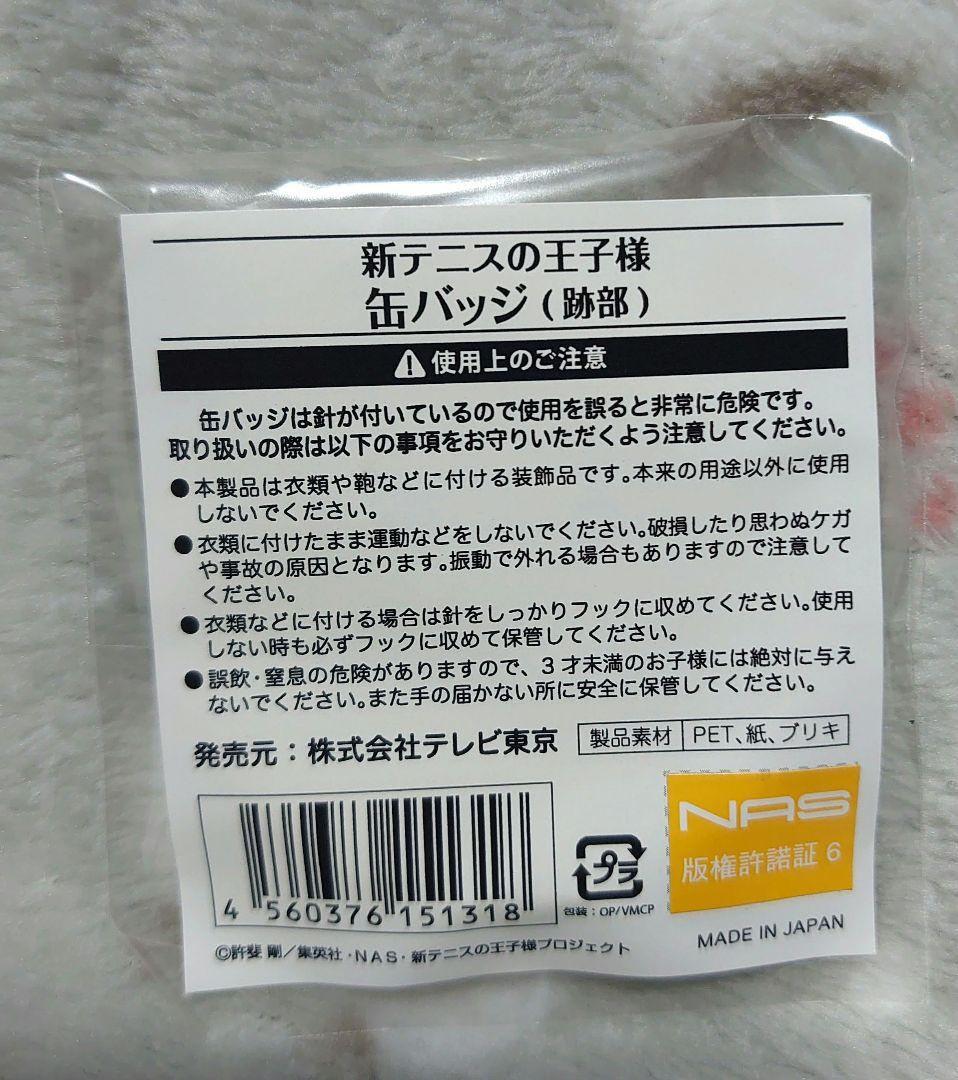 新テニスの王子様
缶バッジ(跡部)
使用上のご注意
缶バッジは針が付いているので使用を誤ると非常に危険です。
取り扱いの際は以下の事項をお守りいただくよう注意してください。
●本製品は衣類や鞄などに付ける装飾品です。本来の用途以外に使用
しないでください。
●衣類に付けたまま運動などをしないでください。破損したり思わぬケガ
や事故の原因となります。振動で外れる場合もありますので注意して
ください。
●衣類などに付ける場合は針をしっかりフックに収めてください。使用
しない時も必ずフックに収めて保管してください。
●誤飲・窒息の危険がありますので、3才未満のお子様には絶対に与え
ないでください。また手の届かない所に安全に保管してください。
発売元：株式会社テレビ東京
製品素材 PET、紙、ブリキ
NAS
版権許諾証 6
4 560376 151318
プラ
包装：OP/VMCP
MADE IN JAPAN
©許斐 剛／集英社・NAS・新テニスの王子様プロジェクト